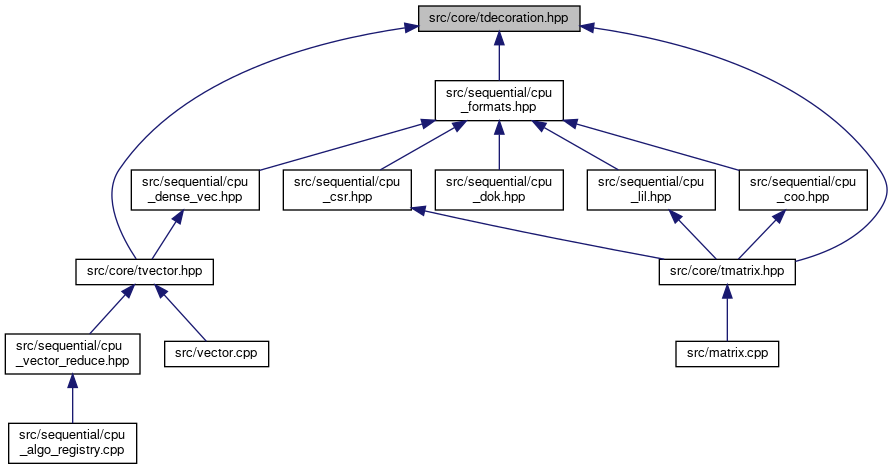 src/core/tdecoration.hpp
src/sequential/cpu
_formats.hpp
src/sequential/cpu
_dense_vec.hpp
src/sequential/cpu
_csr.hpp
src/sequential/cpu
_dok.hpp
src/sequential/cpu
_lil.hpp
src/sequential/cpu
_coo.hpp
src/core/tvector.hpp
src/core/tmatrix.hpp
src/sequential/cpu
_vector_reduce.hpp
src/vector.cpp
src/matrix.cpp
src/sequential/cpu
_algo_registry.cpp